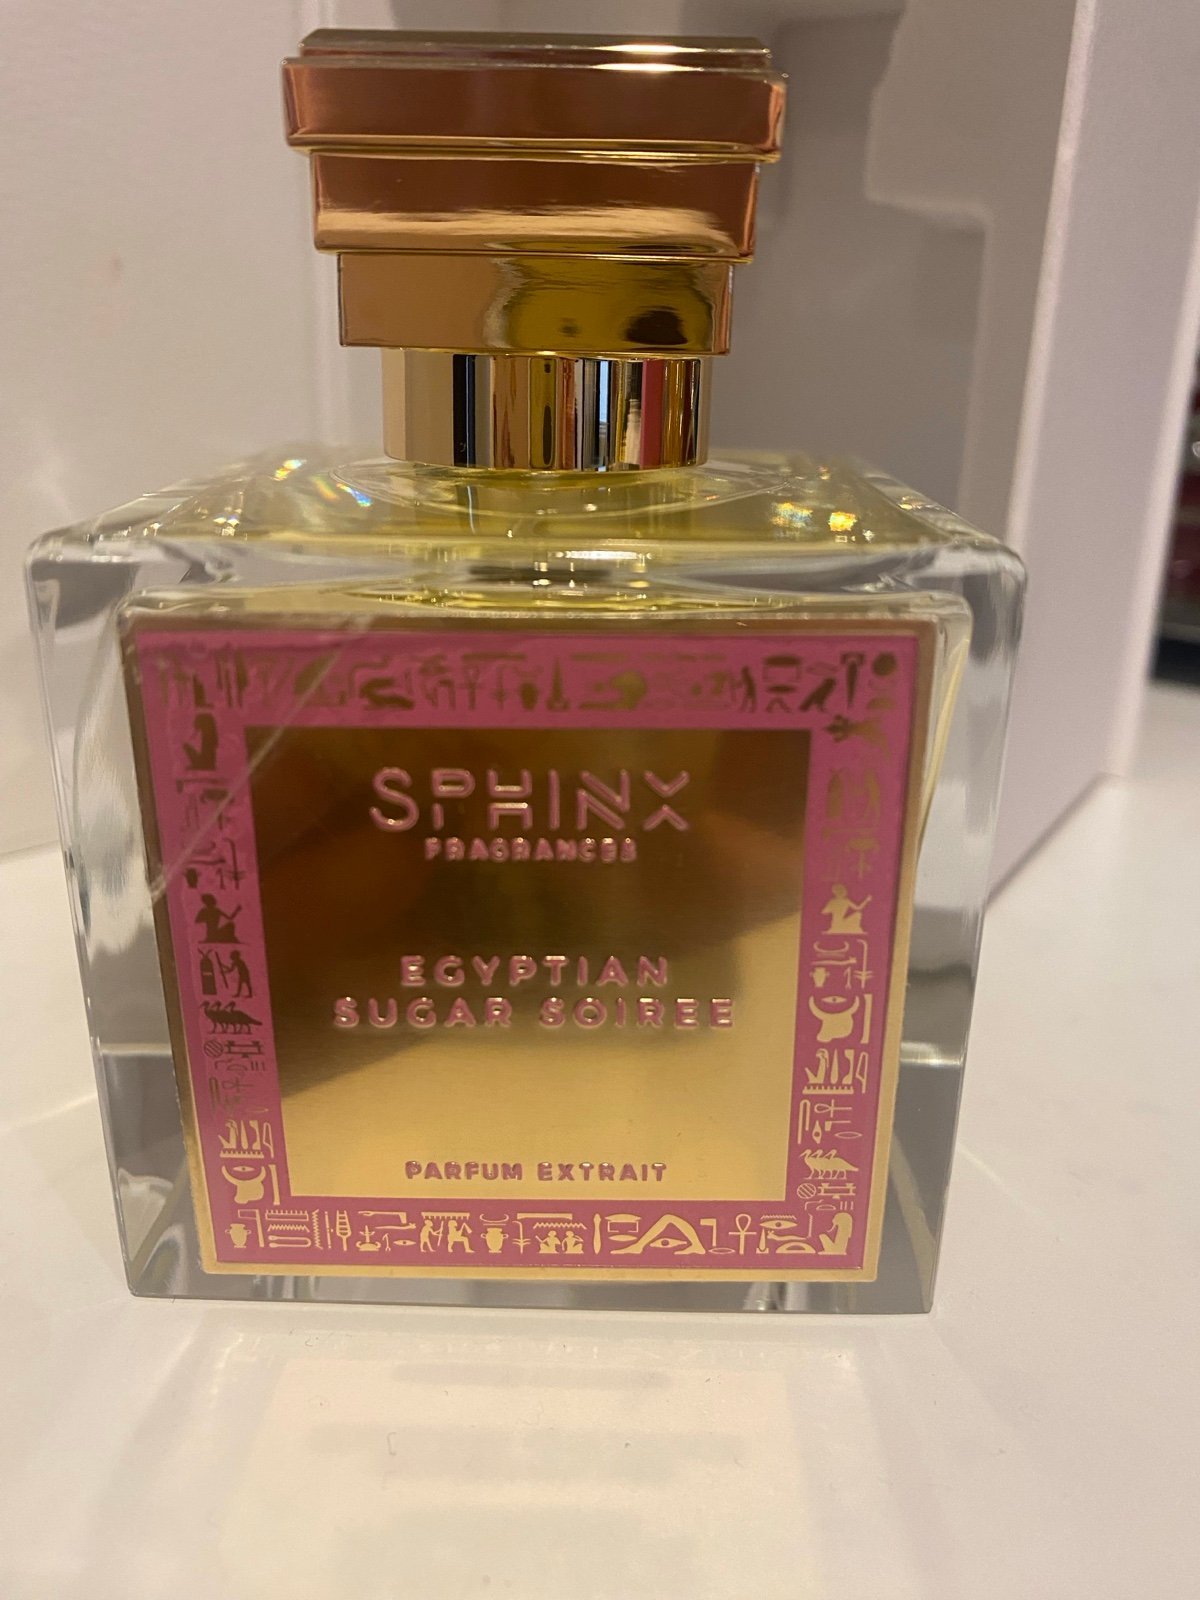 SPHINX
FRAGRANCES
EGYPTIAN
SUGAR SOIREE
PARFUM EXTRAIT